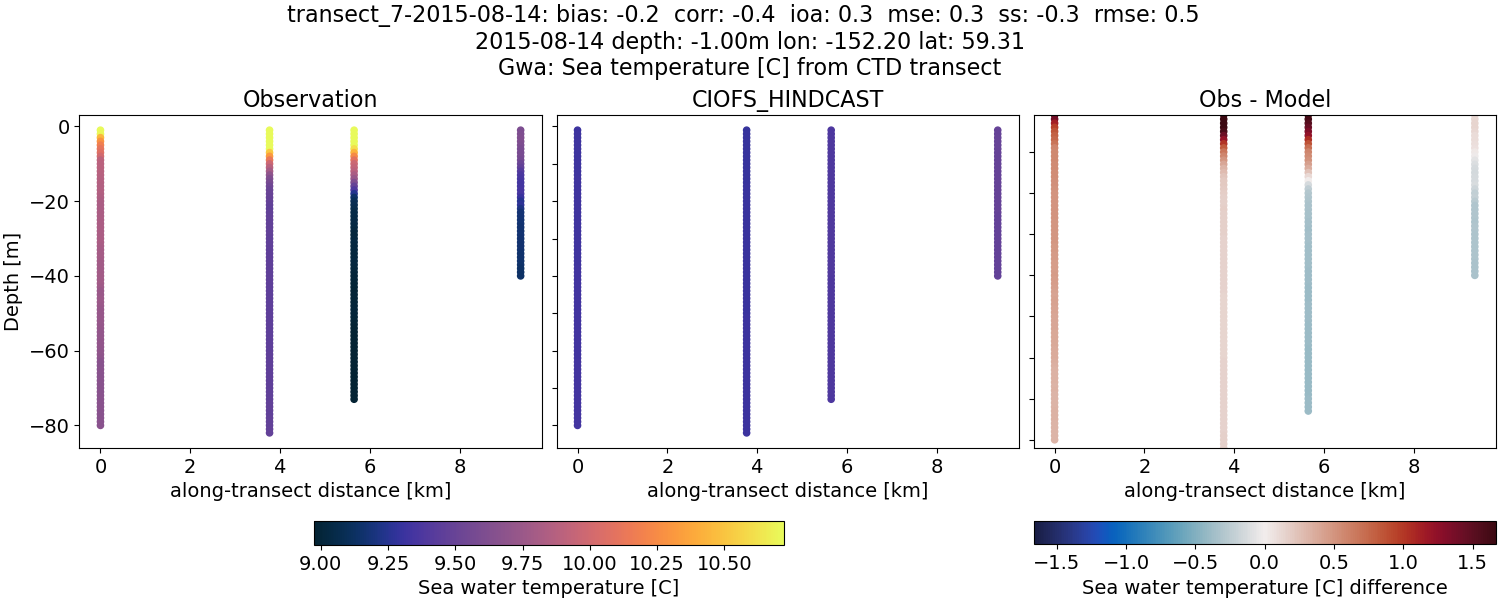 transect_7-2015-08-14: bias: -0.2  corr: -0.4  ioa: 0.3  mse: 0.3  ss: -0.3  rmse: 0.5
2015-08-14 depth: -1.00m lon: -152.20 lat: 59.31
Gwa: Sea temperature [C] from CTD transect
Observation
CIOFS_HINDCAST
Obs - Model
Depth [m]
0
−20
−40
−60
−80
0 2 4 6 8
0 2 4 6 8
0 2 4 6 8
along-transect distance [km]
along-transect distance [km]
along-transect distance [km]
9.00 9.25 9.50 9.75 10.00 10.25 10.50
Sea water temperature [C]
−1.5 −1.0 −0.5 0.0 0.5 1.0 1.5
Sea water temperature [C] difference